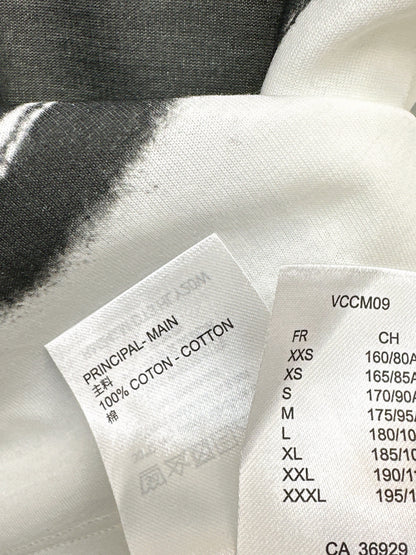 PRINCIPAL- MAIN
主料
100% COTON - COTTON
棉
VCCM09
FR CH
XXS 160/80A
XS 165/85A
S 170/90A
M 175/95
L 180/10
XL 185/10
XXL 190/11
XXXL 195/1
CA 36929